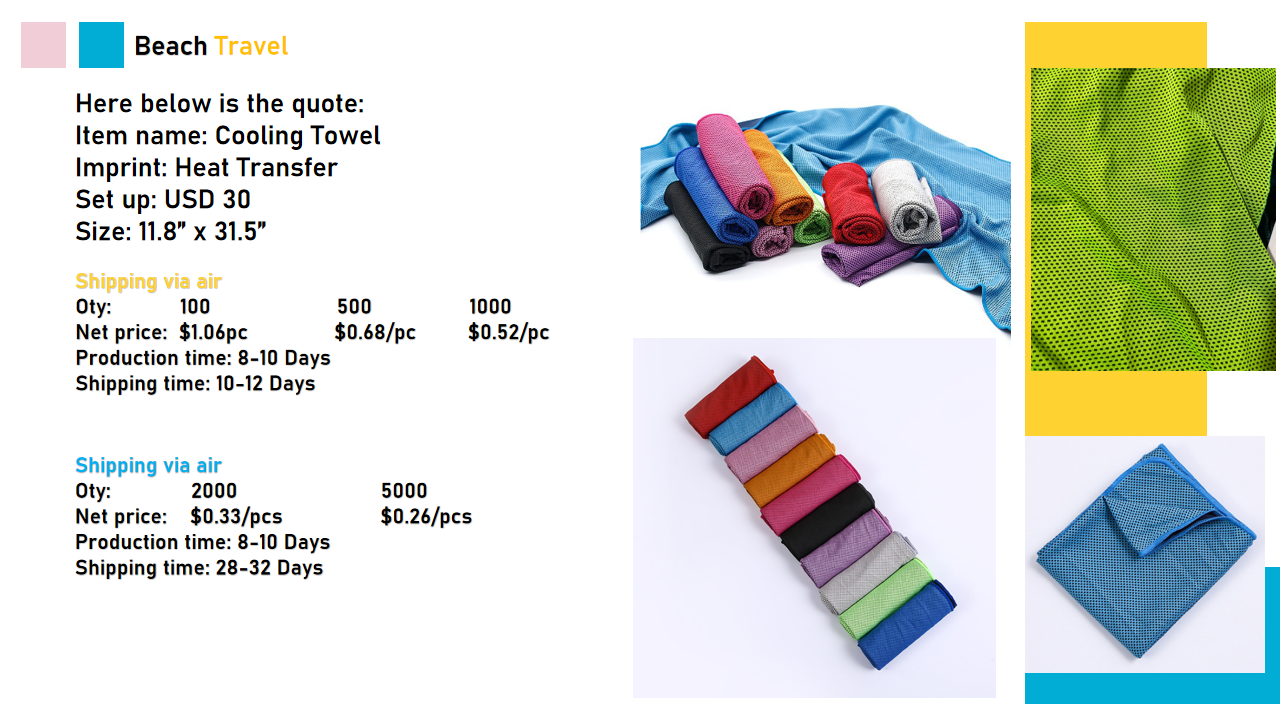 Beach Travel
Here below is the quote:
Item name: Cooling Towel
Imprint: Heat Transfer
Set up: USD 30
Size: 11.8” x 31.5”
Shipping via air
Qty: 100 500 1000
Net price: $1.06pc $0.68/pc $0.52/pc
Production time: 8-10 Days
Shipping time: 10-12 Days
Shipping via air
Qty: 2000 5000
Net price: $0.33/pcs $0.26/pcs
Production time: 8-10 Days
Shipping time: 28-32 Days